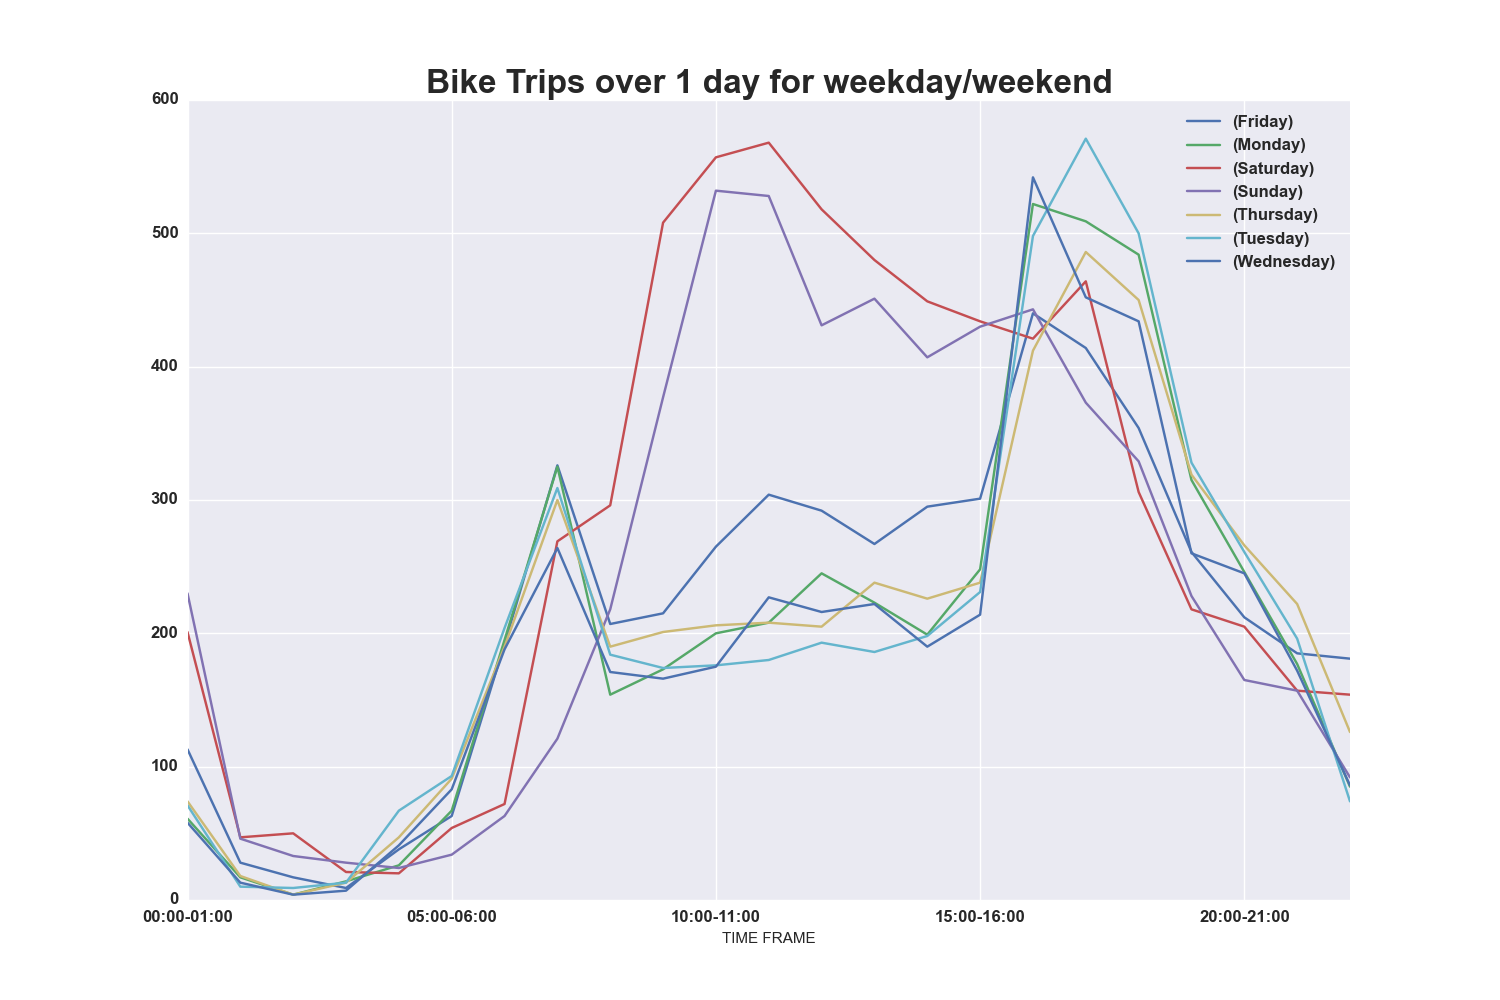 Bike Trips over 1 day for weekday/weekend
600
500
400
300
200
100
0
(Friday)
(Monday)
(Saturday)
(Sunday)
(Thursday)
(Tuesday)
(Wednesday)
00:00-01:00 05:00-06:00 10:00-11:00 15:00-16:00 20:00-21:00
TIME FRAME